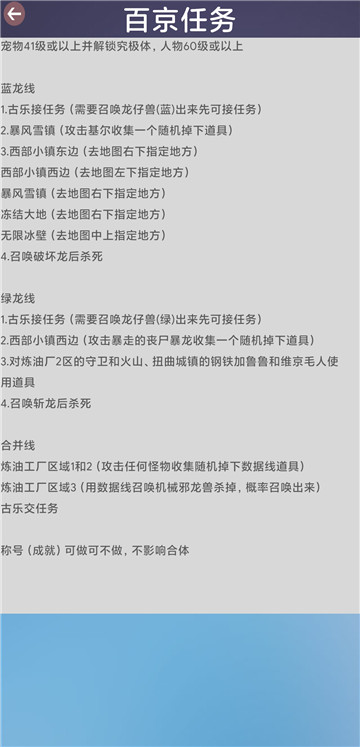 百京任务
宠物41级或以上并解锁究极体，人物60级或以上
蓝龙线
1.古乐接任务（需要召唤龙仔兽(蓝)出来先可接任务）
2.暴风雪镇（攻击基尔收集一个随机掉下道具）
3.西部小镇东边（去地图右下指定地方）
西部小镇西边（去地图左下指定地方）
暴风雪镇（去地图右下指定地方）
冻结大地（去地图右下指定地方）
无限冰壁（去地图中上指定地方）
4.召唤破坏龙后杀死
绿龙线
1.古乐接任务（需要召唤龙仔兽(绿)出来先可接任务）
2.西部小镇西边（攻击暴走的丧尸暴龙收集一个随机掉下道具）
3.对炼油厂2区的守卫和火山、扭曲城镇的钢铁加鲁鲁和维京毛人使
用道具
4.召唤斩龙后杀死
合并线
炼油工厂区域1和2（攻击任何怪物收集随机掉下数据线道具）
炼油工厂区域3（用数据线召唤机械邪龙兽杀掉，概率召唤出来）
古乐交任务
称号（成就）可做可不做，不影响合体